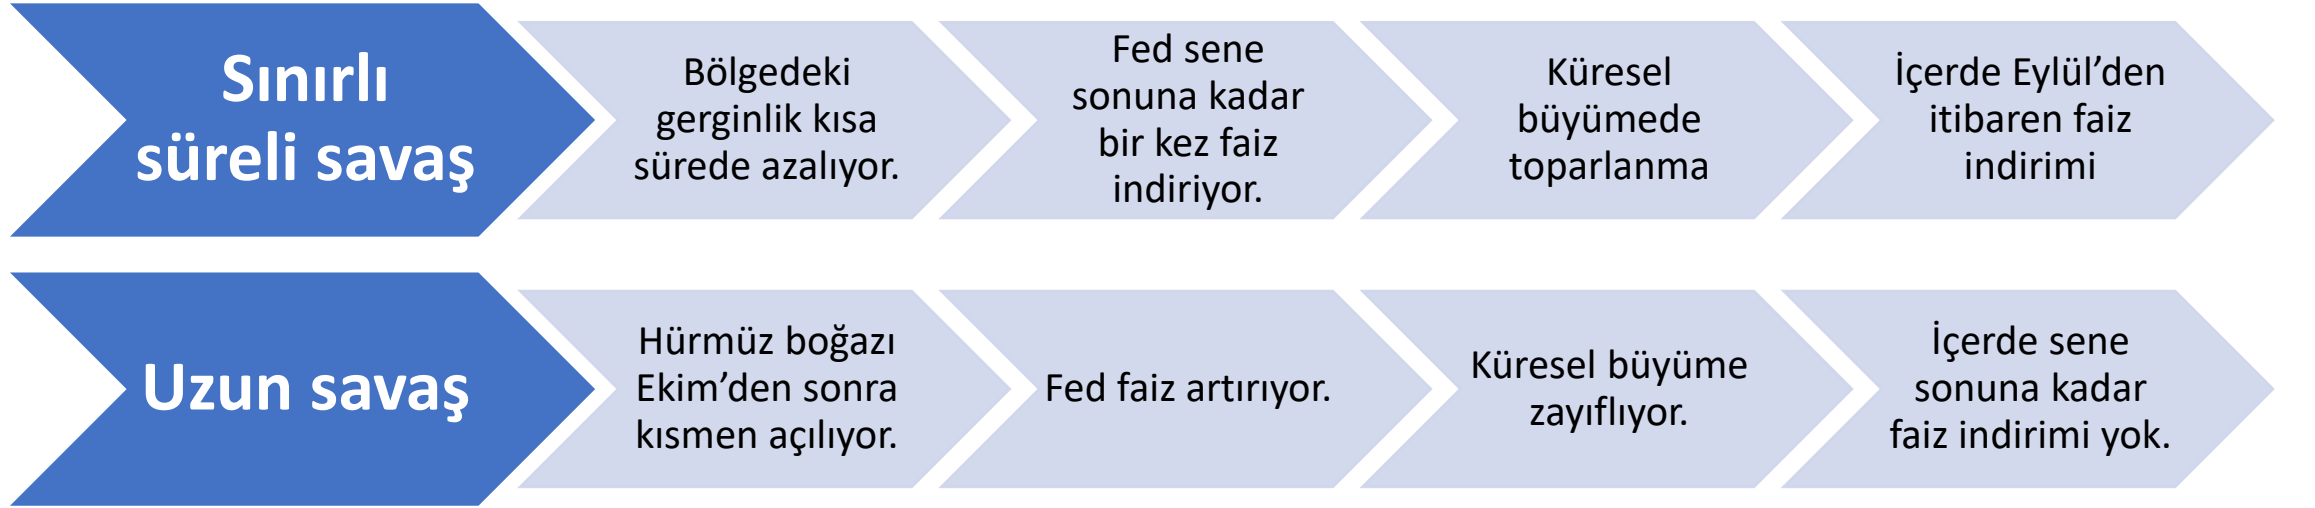 Sınırlı
süreli savaş
Bölgedeki
gerginlik kısa
sürede azalıyor.
Fed sene
sonuna kadar
bir kez faiz
indiriyor.
Küresel
büyümede
toparlanma
İçerde Eylül’den
itibaren faiz
indirimi
Uzun savaş
Hürmüz boğazı
Ekim’den sonra
kısmen açılıyor.
Fed faiz artırıyor.
Küresel büyüme
zayıflıyor.
İçerde sene
sonuna kadar
faiz indirimi yok.